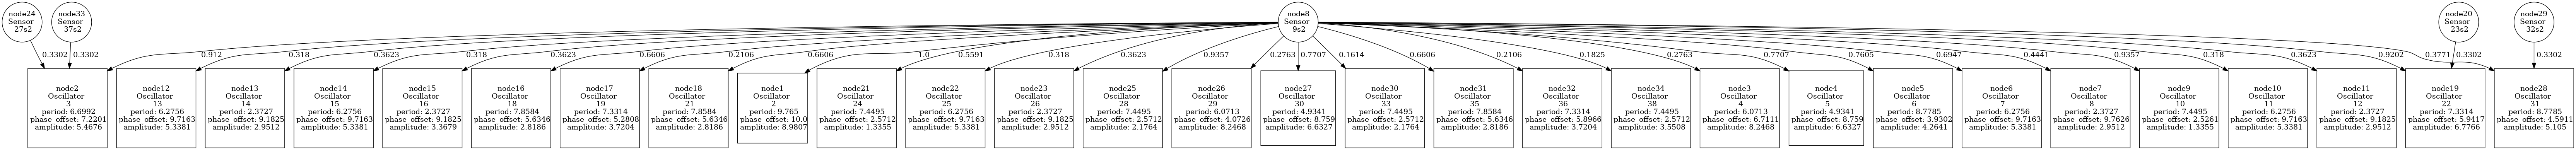 node24
Sensor
27s2
node33
Sensor
37s2
node8
Sensor
9s2
node20
Sensor
23s2
node29
Sensor
32s2
-0.3302
-0.3302
0.912
-0.318
-0.3623
-0.318
-0.3623
0.6606
0.2106
0.6606
1.0
-0.5591
-0.318
-0.3623
-0.9357
-0.2763
-0.7707
-0.1614
0.6606
0.2106
-0.1825
-0.2763
-0.7707
-0.7605
-0.6947
0.4441
-0.9357
-0.318
-0.3623
0.9202
0.3771
-0.3302
-0.3302
node2
Oscillator
3
period: 6.6992
phase_offset: 7.2201
amplitude: 5.4676
node12
Oscillator
13
period: 6.2756
phase_offset: 9.7163
amplitude: 5.3381
node13
Oscillator
14
period: 2.3727
phase_offset: 9.1825
amplitude: 2.9512
node14
Oscillator
15
period: 6.2756
phase_offset: 9.7163
amplitude: 5.3381
node15
Oscillator
16
period: 2.3727
phase_offset: 9.1825
amplitude: 3.3679
node16
Oscillator
18
period: 7.8584
phase_offset: 5.6346
amplitude: 2.8186
node17
Oscillator
19
period: 7.3314
phase_offset: 5.2808
amplitude: 3.7204
node18
Oscillator
21
period: 7.8584
phase_offset: 5.6346
amplitude: 2.8186
node1
Oscillator
2
period: 9.765
phase_offset: 10.0
amplitude: 8.9807
node21
Oscillator
24
period: 7.4495
phase_offset: 2.5712
amplitude: 1.3355
node22
Oscillator
25
period: 6.2756
phase_offset: 9.7163
amplitude: 5.3381
node23
Oscillator
26
period: 2.3727
phase_offset: 9.1825
amplitude: 2.9512
node25
Oscillator
28
period: 7.4495
phase_offset: 2.5712
amplitude: 2.1764
node26
Oscillator
29
period: 6.0713
phase_offset: 4.0726
amplitude: 8.2468
node27
Oscillator
30
period: 4.9341
phase_offset: 8.759
amplitude: 6.6327
node30
Oscillator
33
period: 7.4495
phase_offset: 2.5712
amplitude: 2.1764
node31
Oscillator
35
period: 7.8584
phase_offset: 5.6346
amplitude: 2.8186
node32
Oscillator
36
period: 7.3314
phase_offset: 5.8966
amplitude: 3.7204
node34
Oscillator
38
period: 7.4495
phase_offset: 2.5712
amplitude: 3.5508
node3
Oscillator
4
period: 6.0713
phase_offset: 6.7111
amplitude: 8.2468
node4
Oscillator
5
period: 4.9341
phase_offset: 8.759
amplitude: 6.6327
node5
Oscillator
6
period: 8.7785
phase_offset: 3.9302
amplitude: 4.2641
node6
Oscillator
7
period: 6.2756
phase_offset: 9.7163
amplitude: 5.3381
node7
Oscillator
8
period: 2.3727
phase_offset: 9.7626
amplitude: 2.9512
node9
Oscillator
10
period: 7.4495
phase_offset: 2.5261
amplitude: 1.3355
node10
Oscillator
11
period: 6.2756
phase_offset: 9.7163
amplitude: 5.3381
node11
Oscillator
12
period: 2.3727
phase_offset: 9.1825
amplitude: 2.9512
node19
Oscillator
22
period: 7.3314
phase_offset: 5.9417
amplitude: 6.7766
node28
Oscillator
31
period: 8.7785
phase_offset: 4.5911
amplitude: 5.105